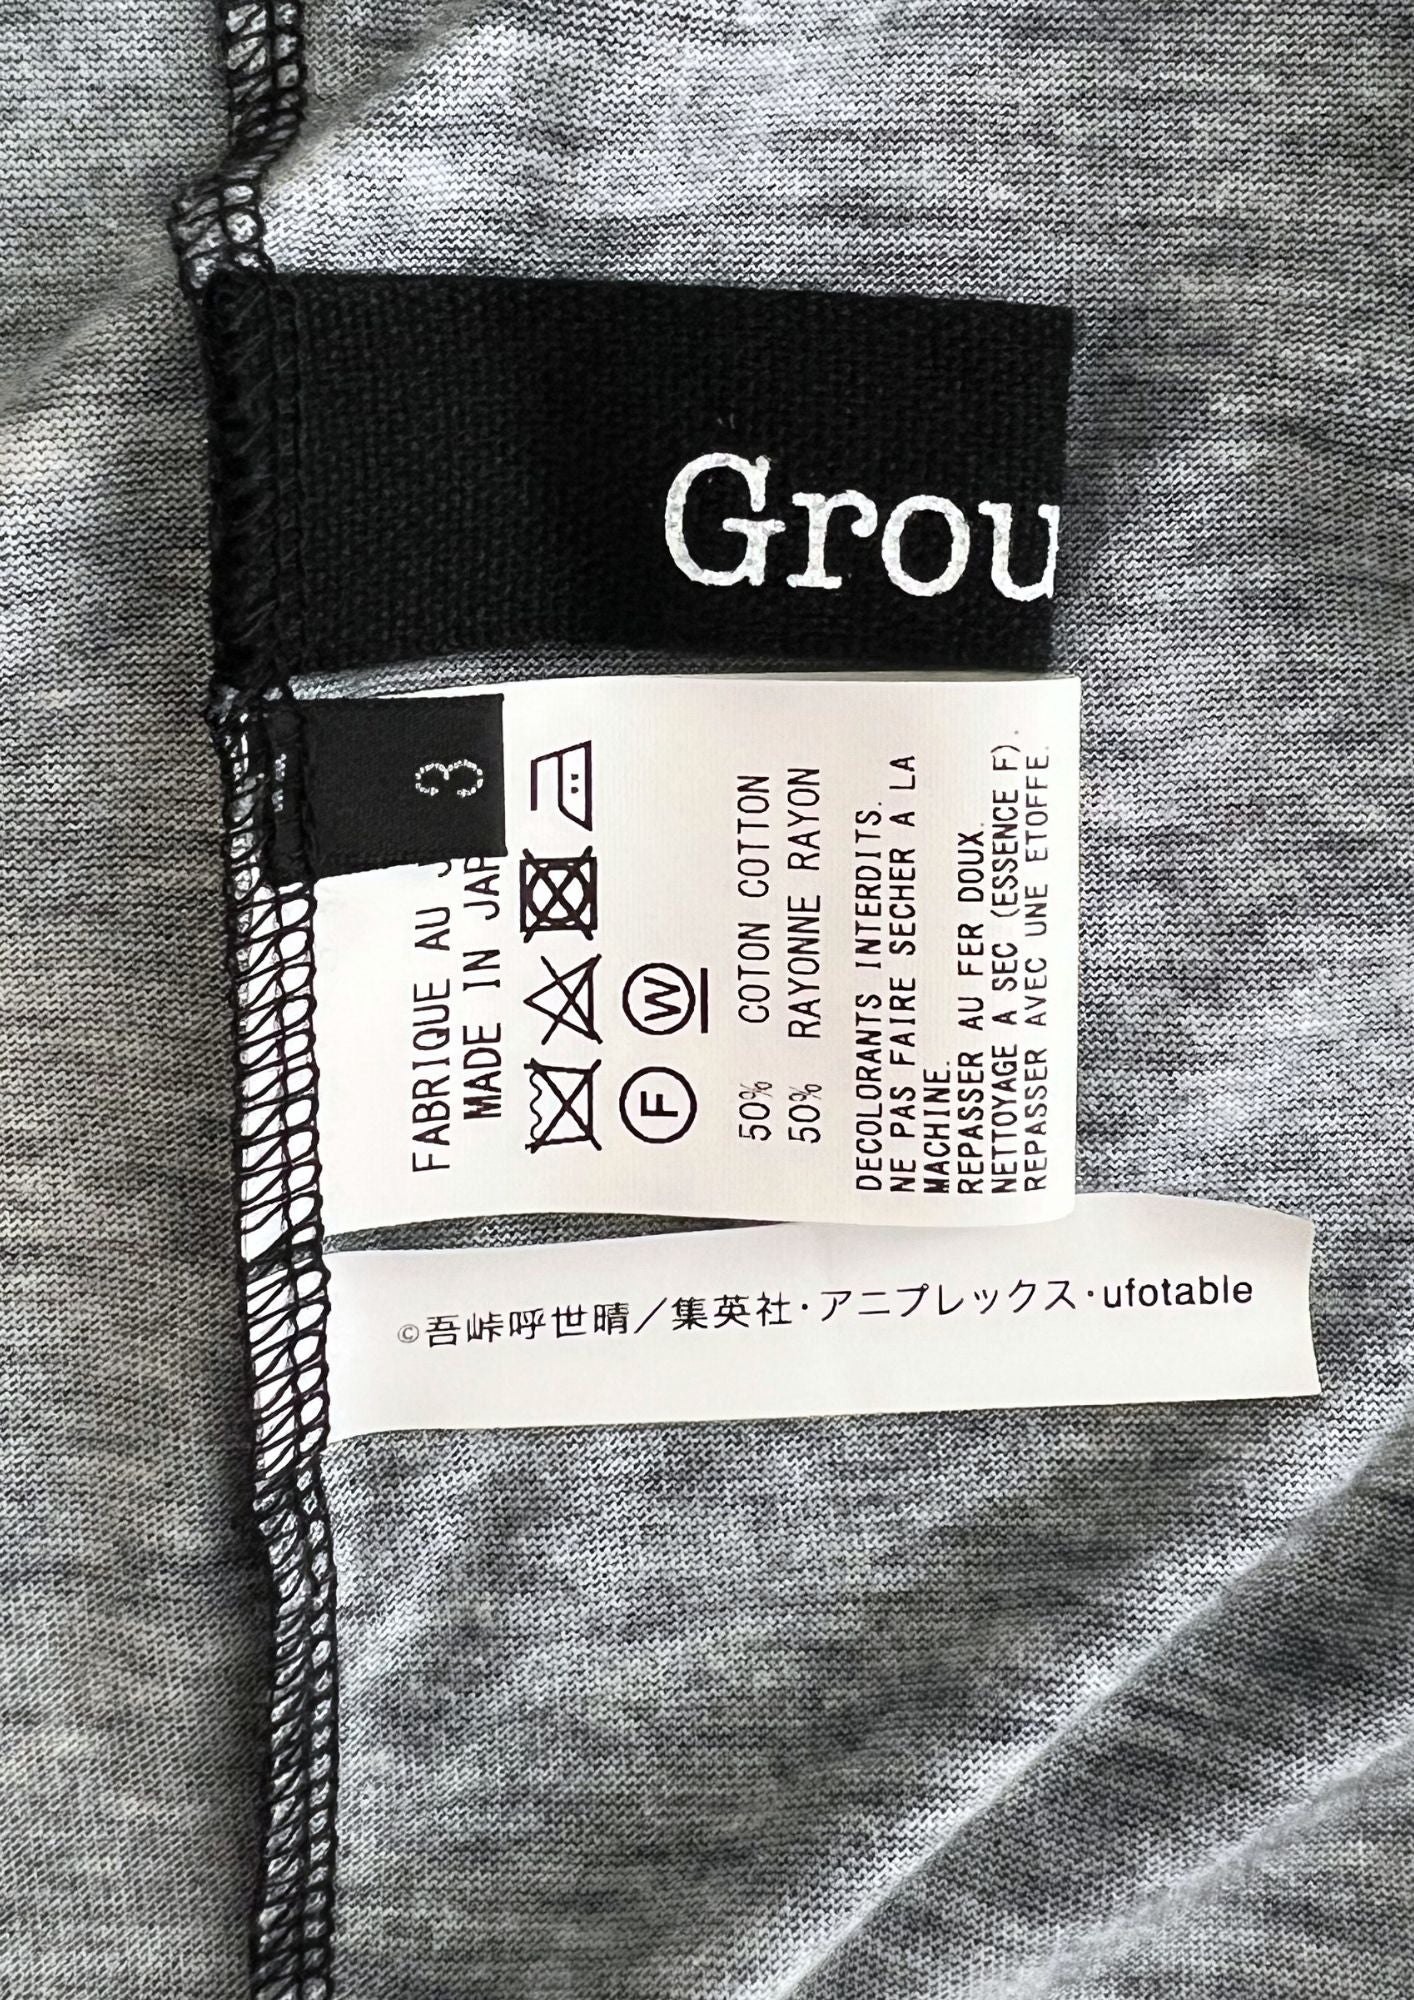 Grou
3
FABRIQUE AU J
MADE IN JAP
F W
50% COTON COTTON
50% RAYONNE RAYON
DECOLORANTS INTERDITS.
NE PAS FAIRE SECHER A LA
MACHINE.
REPASSER AU FER DOUX.
NETTOYAGE A SEC (ESSENCE F).
REPASSER AVEC UNE ETOFFE.
©吾峠呼世晴／集英社・アニプレックス・ufotable